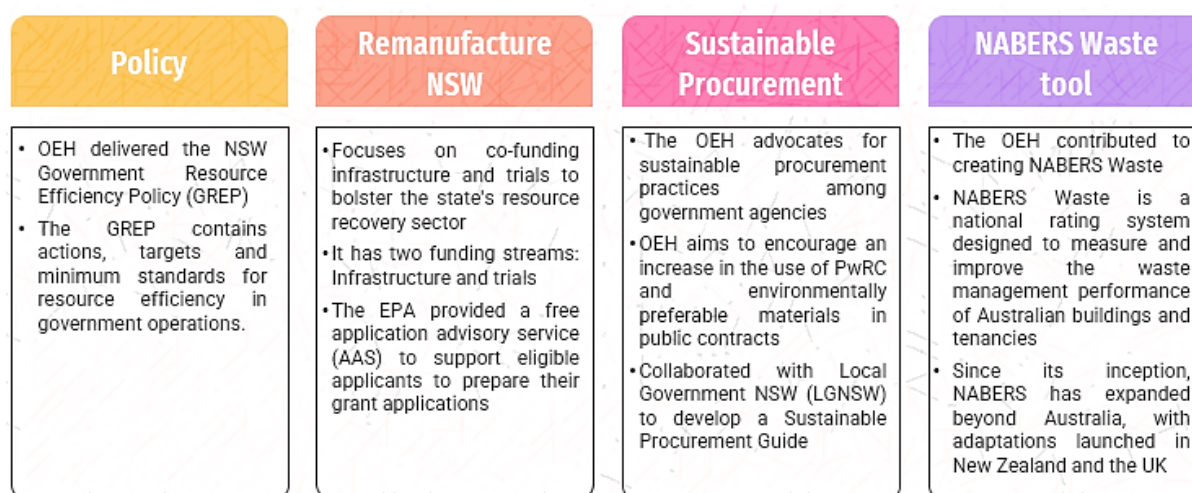 Policy
• OEH delivered the NSW
Government Resource
Efficiency Policy (GREP)
• The GREP contains
actions, targets and
minimum standards for
resource efficiency in
government operations.
Remanufacture
NSW
•Focuses on co-funding
infrastructure and trials to
bolster the state's resource
recovery sector
•It has two funding streams:
Infrastructure and trials
•The EPA provided a free
application advisory service
(AAS) to support eligible
applicants to prepare their
grant applications
Sustainable
Procurement
• The OEH advocates for
sustainable procurement
practices among
government agencies
•OEH aims to encourage an
increase in the use of PwRC
and environmentally
preferable materials in
public contracts
•Collaborated with Local
Government NSW (LGNSW)
to develop a Sustainable
Procurement Guide
NABERS Waste
tool
• The OEH contributed to
creating NABERS Waste
• NABERS Waste is a
national rating system
designed to measure and
improve the waste
management performance
of Australian buildings and
tenancies
• Since its inception,
NABERS has expanded
beyond Australia, with
adaptations launched in
New Zealand and the UK